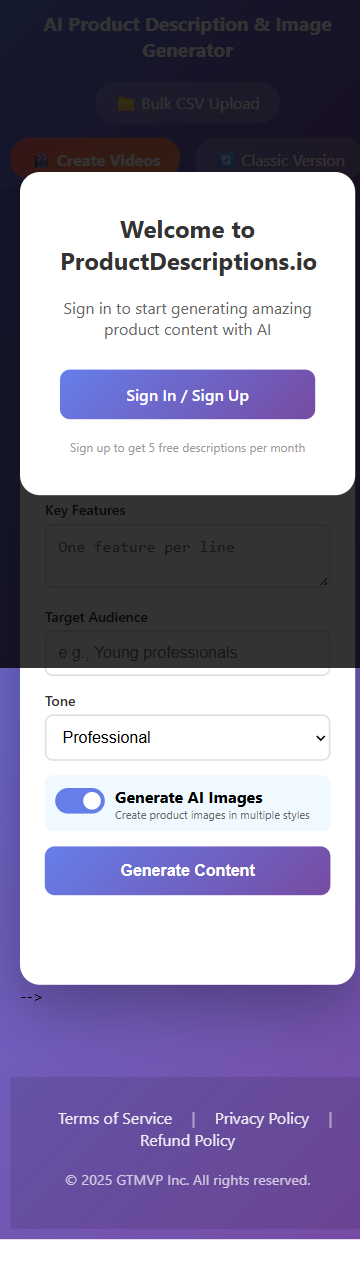 AI Product Description & Image
Generator
📁 Bulk CSV Upload
🎬 Create Videos
🔄 Classic Version
Welcome to
ProductDescriptions.io
Sign in to start generating amazing
product content with AI
Sign In / Sign Up
Sign up to get 5 free descriptions per month
Key Features
One feature per line
Target Audience
e.g., Young professionals
Tone
Professional
Generate AI Images
Create product images in multiple styles
Generate Content
-->
Terms of Service | Privacy Policy |
Refund Policy
© 2025 GTMVP Inc. All rights reserved.